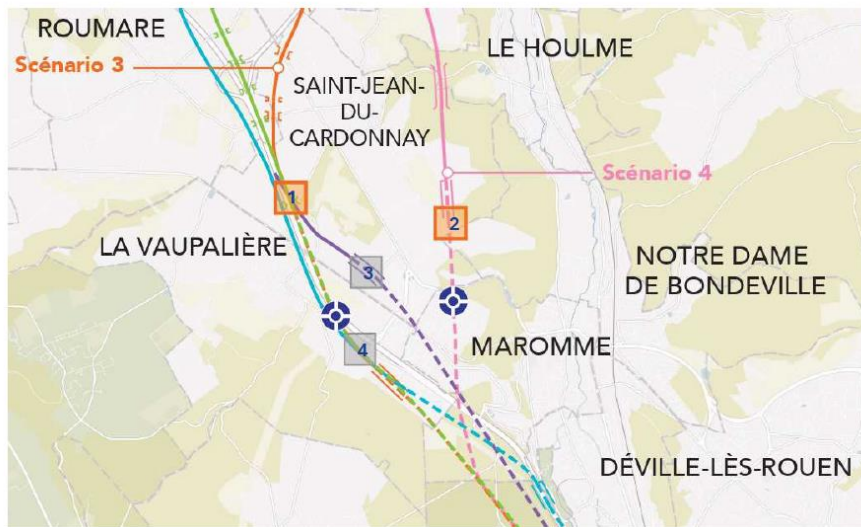 ROUMARE
LE HOULME
Scénario 3
SAINT-JEAN-
DU-
CARDONNAY
Scénario 4
1
2
LA VAUPALIÈRE
NOTRE DAME
DE BONDEVILLE
3
MAROMME
4
DÉVILLE-LÈS-ROUEN